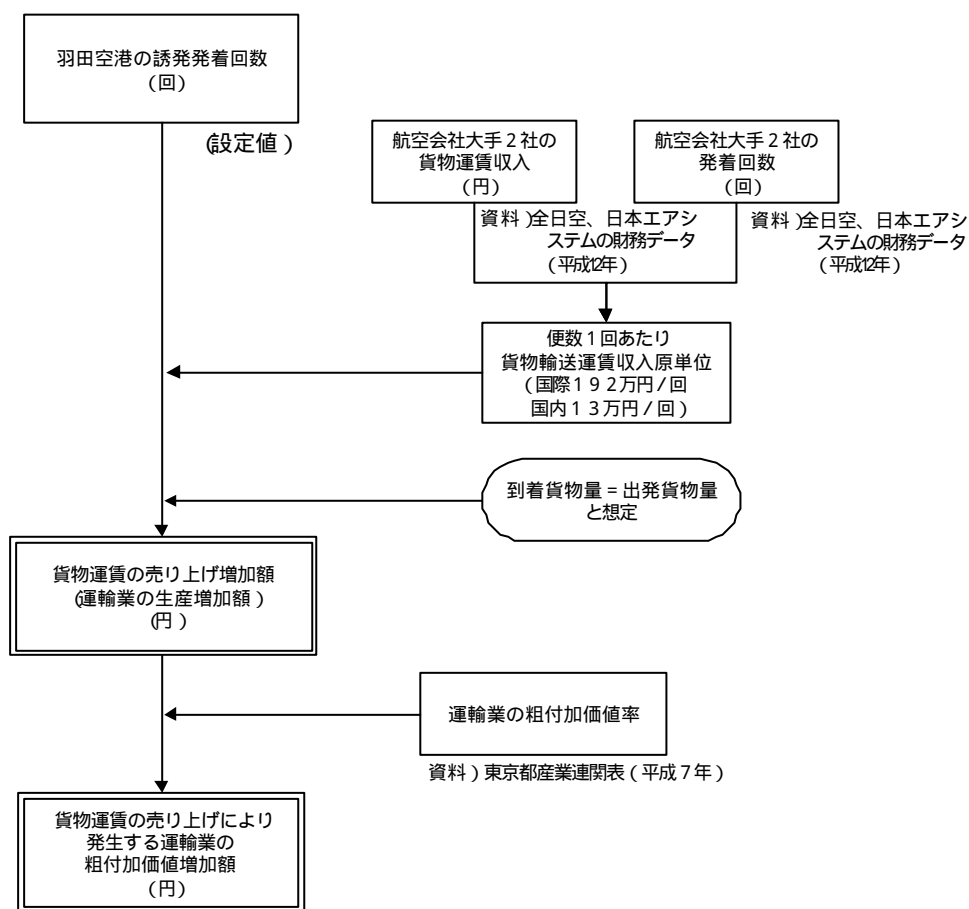 羽田空港の誘発発着回数
(回)
(設定値)
航空会社大手2社の
貨物運賃収入
(円)
航空会社大手2社の
発着回数
(回)
資料)全日空、日本エアシ
ステムの財務データ
(平成12年)
資料)全日空、日本エアシ
ステムの財務データ
(平成12年)
便数1回あたり
貨物輸送運賃収入原単位
(国際192万円/回
国内13万円/回)
到着貨物量=出発貨物量
と想定
貨物運賃の売り上げ増加額
(運輸業の生産増加額)
(円)
運輸業の粗付加価値率
資料)東京都産業連関表(平成7年)
貨物運賃の売り上げにより
発生する運輸業の
粗付加価値増加額
(円)